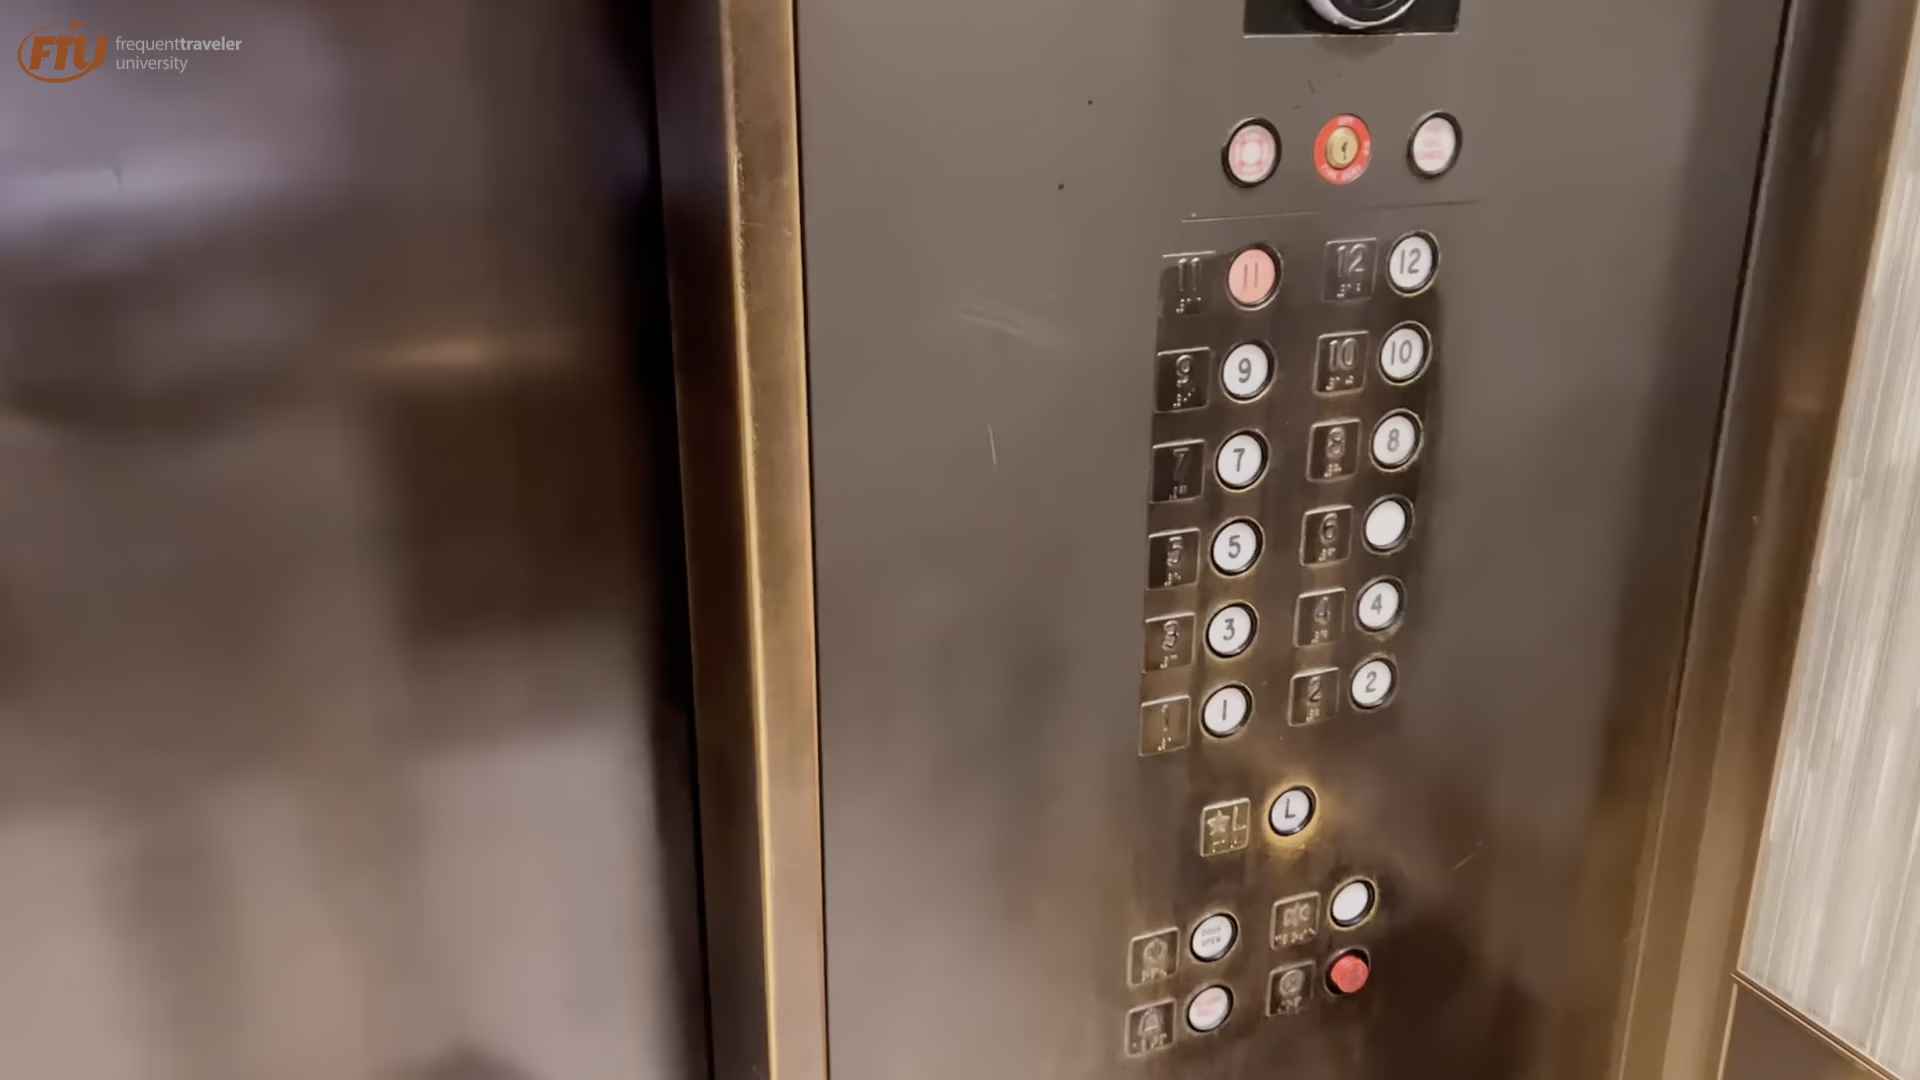 FTU frequenttraveler
university
11 11 12 12
9 9 10 10
7 7 8 8
5 5 6
3 3 4 4
1 1 2 2
★L L
DOOR
OPEN